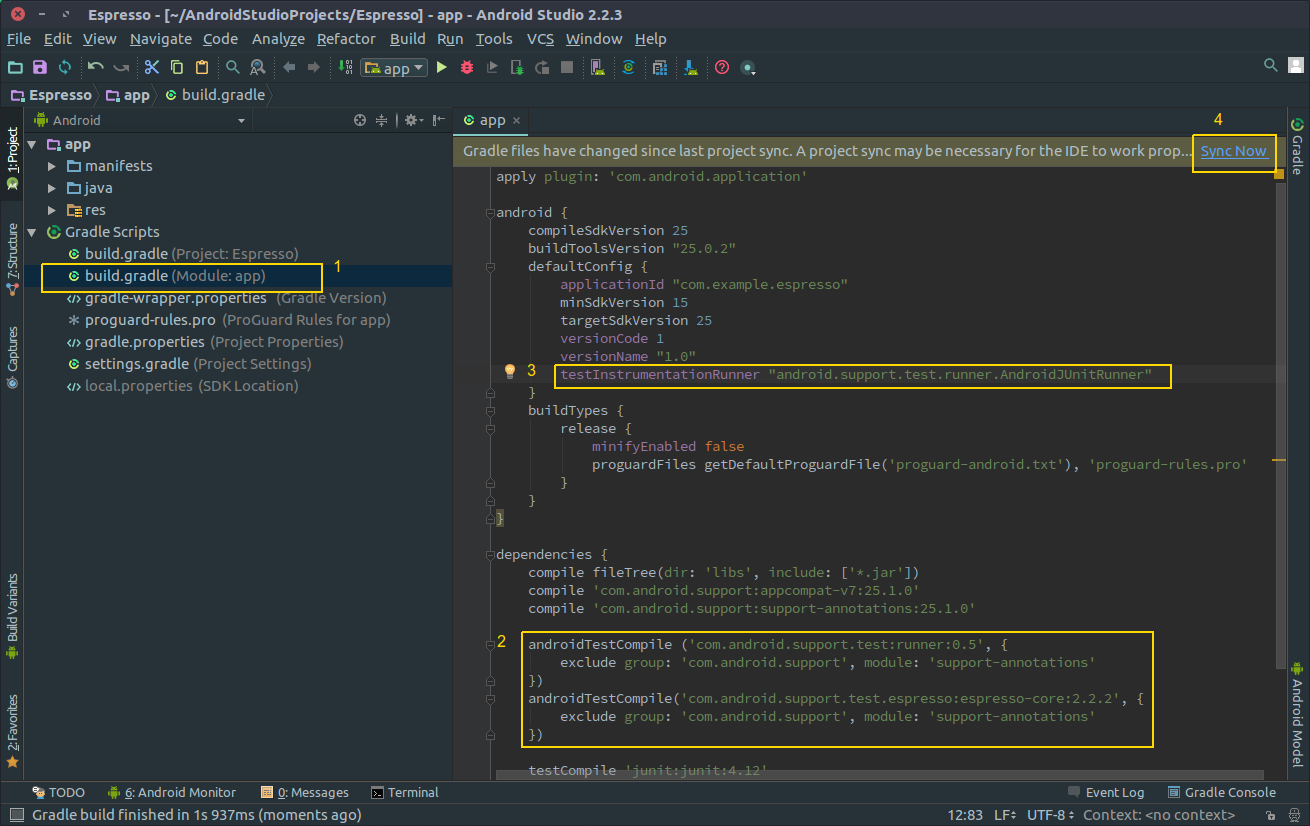 Espresso - [~/AndroidStudioProjects/Espresso] - app - Android Studio 2.2.3
File Edit View Navigate Code Analyze Refactor Build Run Tools VCS Window Help
app
Espresso app build.gradle
Android
app
manifests
java
res
Gradle Scripts
build.gradle (Project: Espresso)
build.gradle (Module: app)
1
gradle-wrapper.properties (Gradle Version)
proguard-rules.pro (ProGuard Rules for app)
gradle.properties (Project Properties)
settings.gradle (Project Settings)
local.properties (SDK Location)
1: Project
7: Structure
Captures
Build Variants
2: Favorites
app
4
Gradle files have changed since last project sync. A project sync may be necessary for the IDE to work prop... Sync Now
apply plugin: 'com.android.application'
android {
compileSdkVersion 25
buildToolsVersion "25.0.2"
defaultConfig {
applicationId "com.example.espresso"
minSdkVersion 15
targetSdkVersion 25
versionCode 1
versionName "1.0"
3 testInstrumentationRunner "android.support.test.runner.AndroidJUnitRunner"
}
buildTypes {
release {
minifyEnabled false
proguardFiles getDefaultProguardFile('proguard-android.txt'), 'proguard-rules.pro'
}
}
}
dependencies {
compile fileTree(dir: 'libs', include: ['*.jar'])
compile 'com.android.support:appcompat-v7:25.1.0'
compile 'com.android.support:support-annotations:25.1.0'
2
androidTestCompile ('com.android.support.test:runner:0.5', {
exclude group: 'com.android.support', module: 'support-annotations'
})
androidTestCompile('com.android.support.test.espresso:espresso-core:2.2.2', {
exclude group: 'com.android.support', module: 'support-annotations'
})
testCompile 'junit:junit:4.12'
Gradle
Android Model
TODO 6: Android Monitor 0: Messages Terminal Event Log Gradle Console
Gradle build finished in 1s 937ms (moments ago) 12:83 LF UTF-8 Context: <no context>